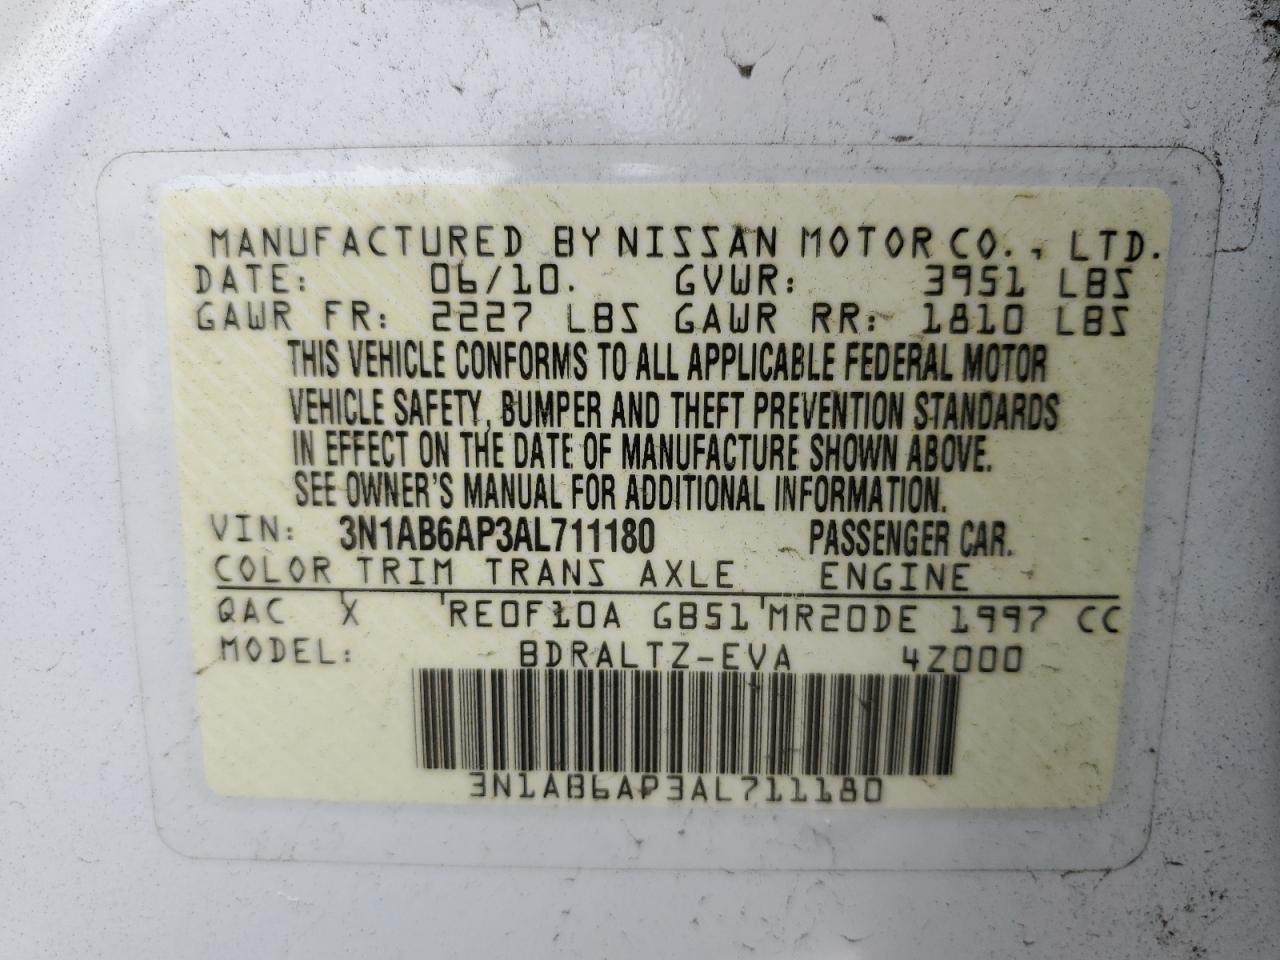 MANUFACTURED BY NISSAN MOTOR CO., LTD.
DATE: 06/10. GVWR: 3951 LBS
GAWR FR: 2227 LBS GAWR RR: 1810 LBS
THIS VEHICLE CONFORMS TO ALL APPLICABLE FEDERAL MOTOR
VEHICLE SAFETY, BUMPER AND THEFT PREVENTION STANDARDS
IN EFFECT ON THE DATE OF MANUFACTURE SHOWN ABOVE.
SEE OWNER'S MANUAL FOR ADDITIONAL INFORMATION.
VIN: 3N1AB6AP3AL711180 PASSENGER CAR.
COLOR TRIM TRANS AXLE ENGINE
QAC X RE0F10A GB51 MR20DE 1997 CC
MODEL: BDRALTZ-EVA 4Z000
3N1AB6AP3AL711180